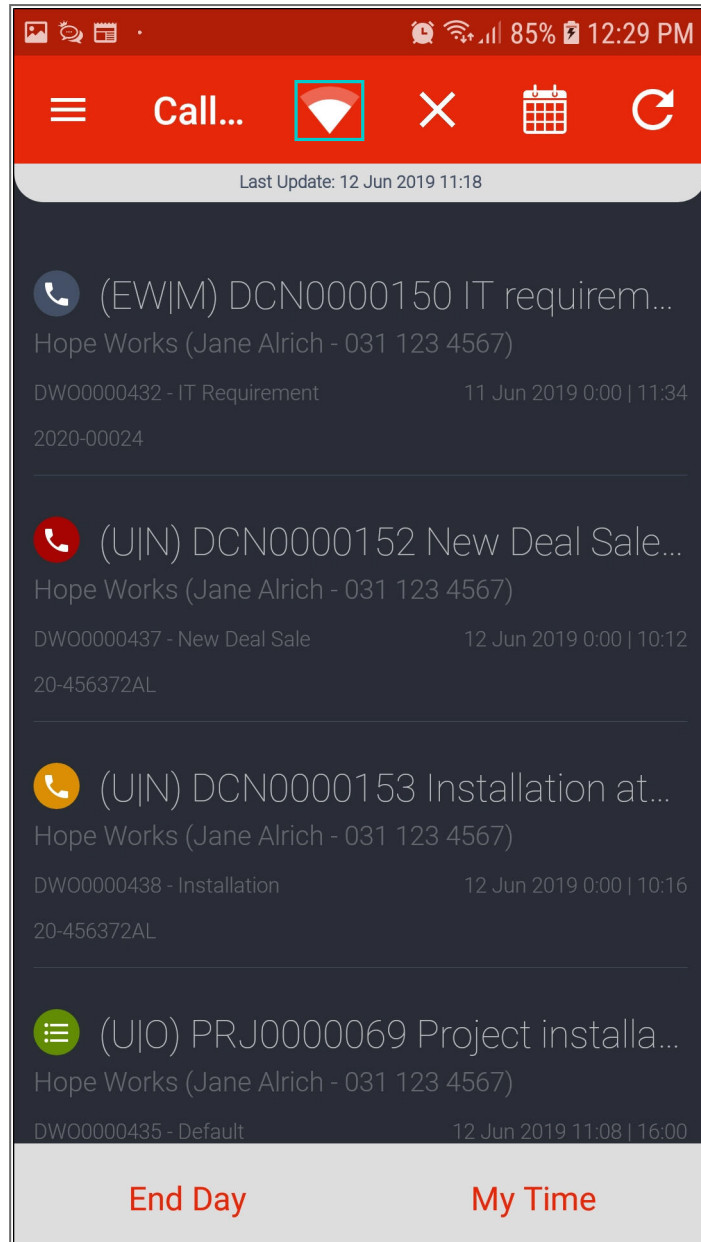 85% 12:29 PM
Call...
Last Update: 12 Jun 2019 11:18
(EW|M) DCN0000150 IT requirem...
Hope Works (Jane Alrich - 031 123 4567)
DWO0000432 - IT Requirement 11 Jun 2019 0:00 | 11:34
2020-00024
(U|N) DCN0000152 New Deal Sale...
Hope Works (Jane Alrich - 031 123 4567)
DWO0000437 - New Deal Sale 12 Jun 2019 0:00 | 10:12
20-456372AL
(U|N) DCN0000153 Installation at...
Hope Works (Jane Alrich - 031 123 4567)
DWO0000438 - Installation 12 Jun 2019 0:00 | 10:16
20-456372AL
(U|O) PRJ0000069 Project installa...
Hope Works (Jane Alrich - 031 123 4567)
DWO0000435 - Default 12 Jun 2019 11:08 | 16:00
End Day My Time